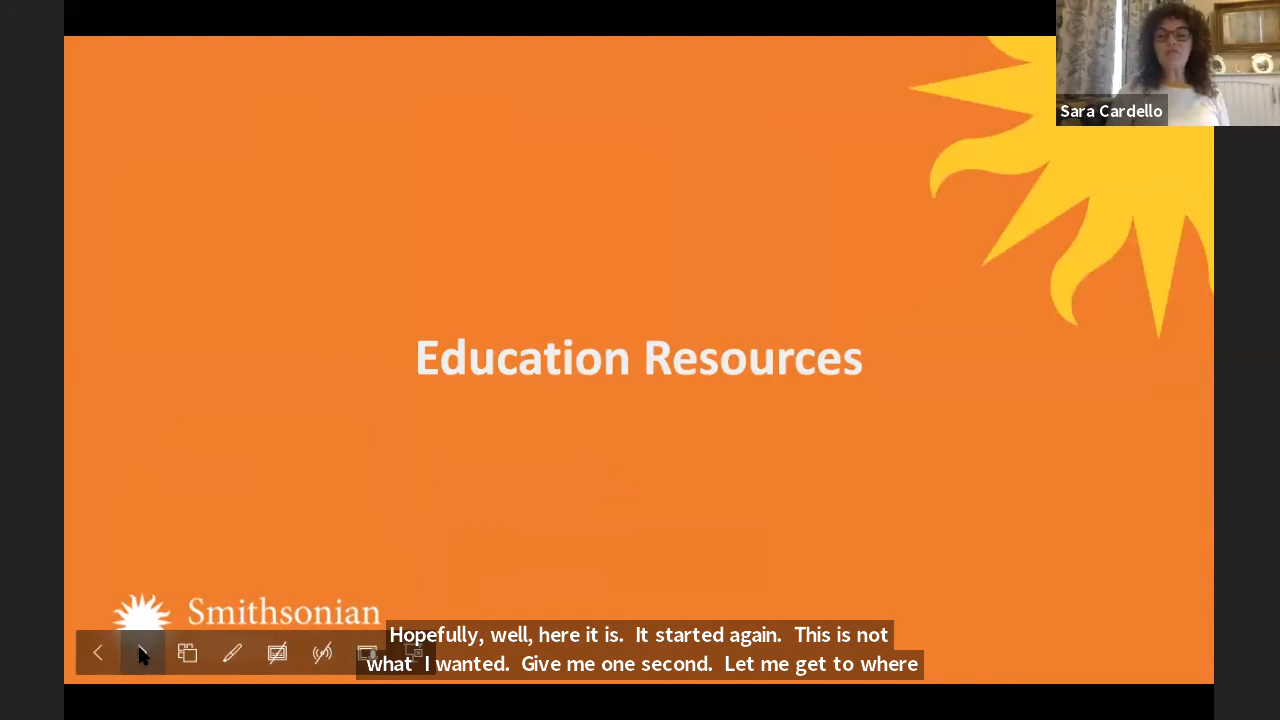 Sara Cardello
Education Resources
Smithsonian
Hopefully, well, here it is. It started again. This is not
what I wanted. Give me one second. Let me get to where